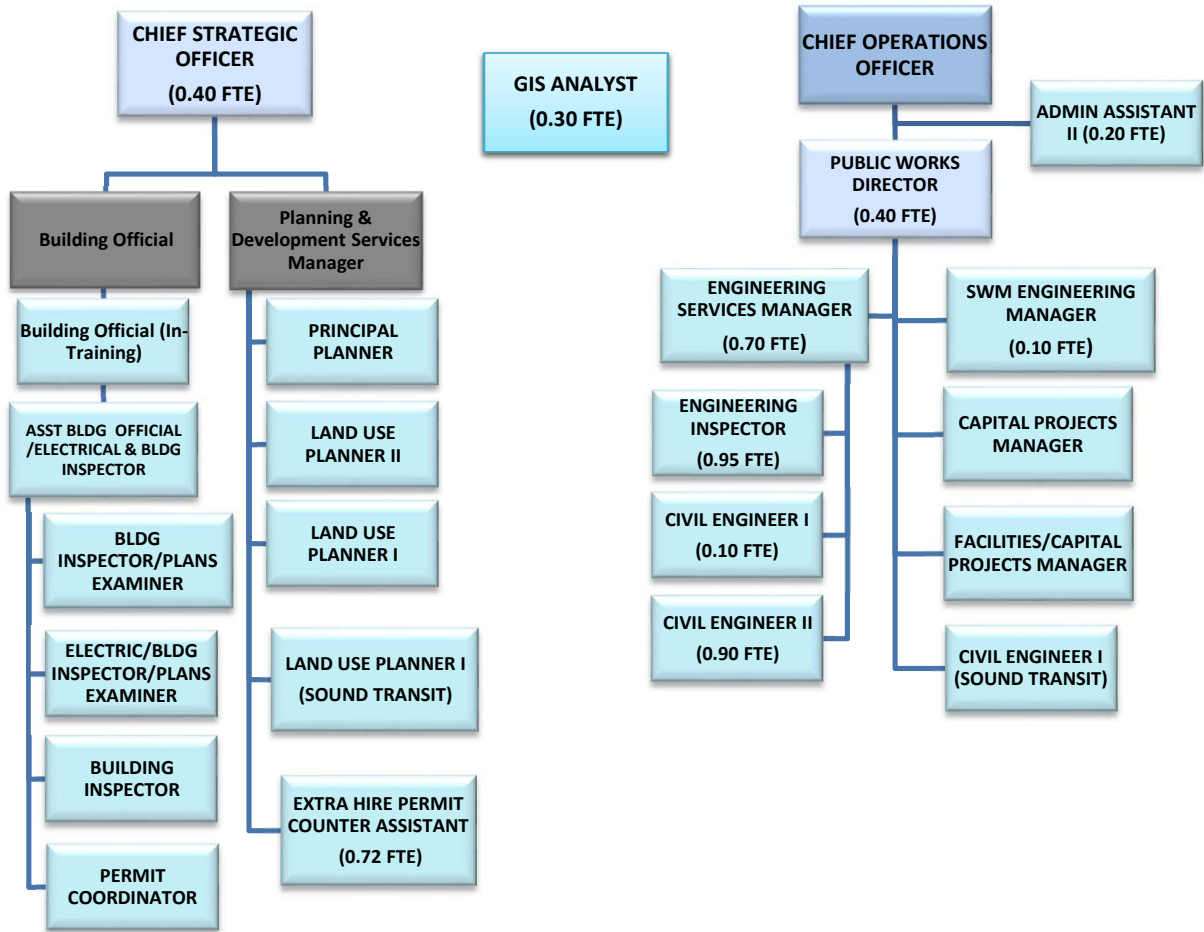 CHIEF STRATEGIC
OFFICER
(0.40 FTE)
GIS ANALYST
(0.30 FTE)
CHIEF OPERATIONS
OFFICER
ADMIN ASSISTANT
II (0.20 FTE)
PUBLIC WORKS
DIRECTOR
(0.40 FTE)
Building Official
Planning &
Development Services
Manager
Building Official (In-
Training)
ASST BLDG OFFICIAL
/ELECTRICAL & BLDG
INSPECTOR
BLDG
INSPECTOR/PLANS
EXAMINER
ELECTRIC/BLDG
INSPECTOR/PLANS
EXAMINER
BUILDING
INSPECTOR
PERMIT
COORDINATOR
PRINCIPAL
PLANNER
LAND USE
PLANNER II
LAND USE
PLANNER I
LAND USE PLANNER I
(SOUND TRANSIT)
EXTRA HIRE PERMIT
COUNTER ASSISTANT
(0.72 FTE)
ENGINEERING
SERVICES MANAGER
(0.70 FTE)
ENGINEERING
INSPECTOR
(0.95 FTE)
CIVIL ENGINEER I
(0.10 FTE)
CIVIL ENGINEER II
(0.90 FTE)
SWM ENGINEERING
MANAGER
(0.10 FTE)
CAPITAL PROJECTS
MANAGER
FACILITIES/CAPITAL
PROJECTS MANAGER
CIVIL ENGINEER I
(SOUND TRANSIT)